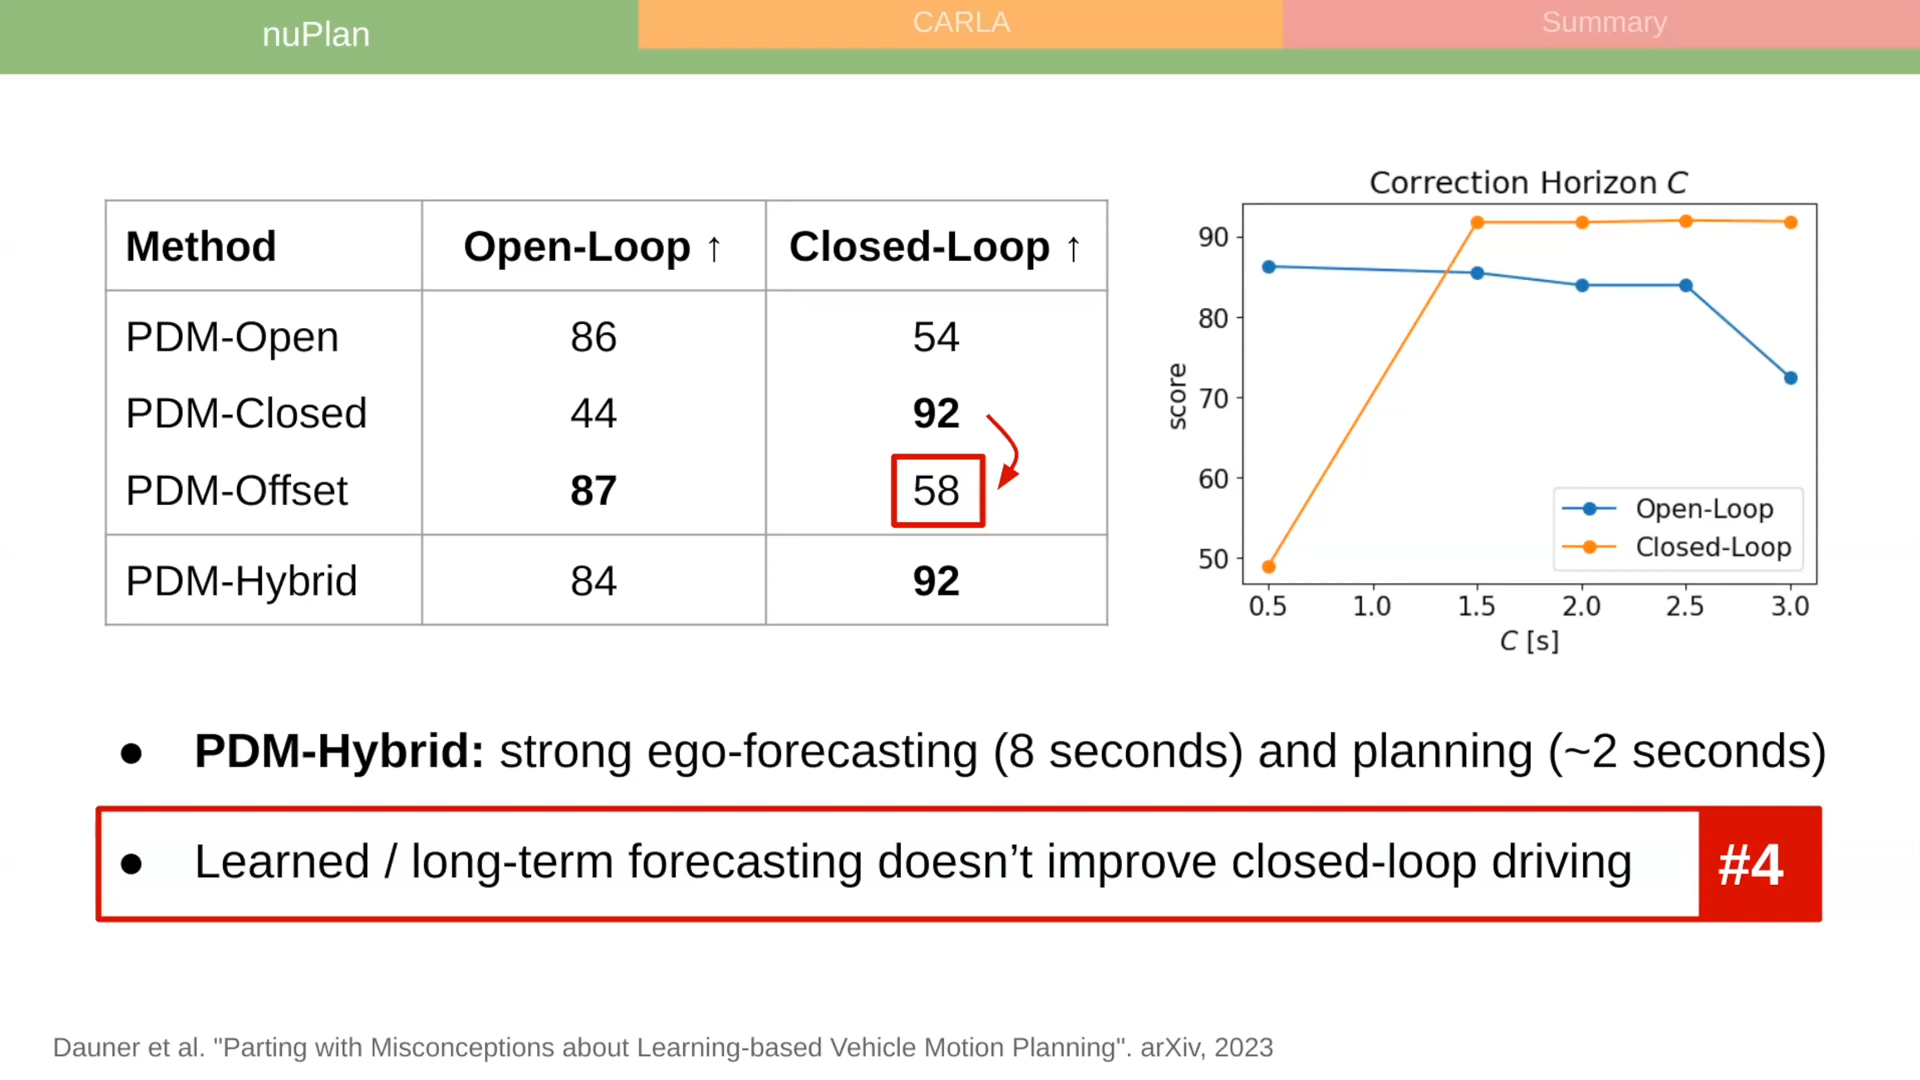 nuPlan
CARLA
Summary
Method Open-Loop ↑ Closed-Loop ↑
PDM-Open 86 54
PDM-Closed 44 92
PDM-Offset 87 58
PDM-Hybrid 84 92
Correction Horizon C
90
80
70
60
50
score
Open-Loop
Closed-Loop
0.5 1.0 1.5 2.0 2.5 3.0
C [s]
● PDM-Hybrid: strong ego-forecasting (8 seconds) and planning (~2 seconds)
● Learned / long-term forecasting doesn’t improve closed-loop driving #4
Dauner et al. "Parting with Misconceptions about Learning-based Vehicle Motion Planning". arXiv, 2023